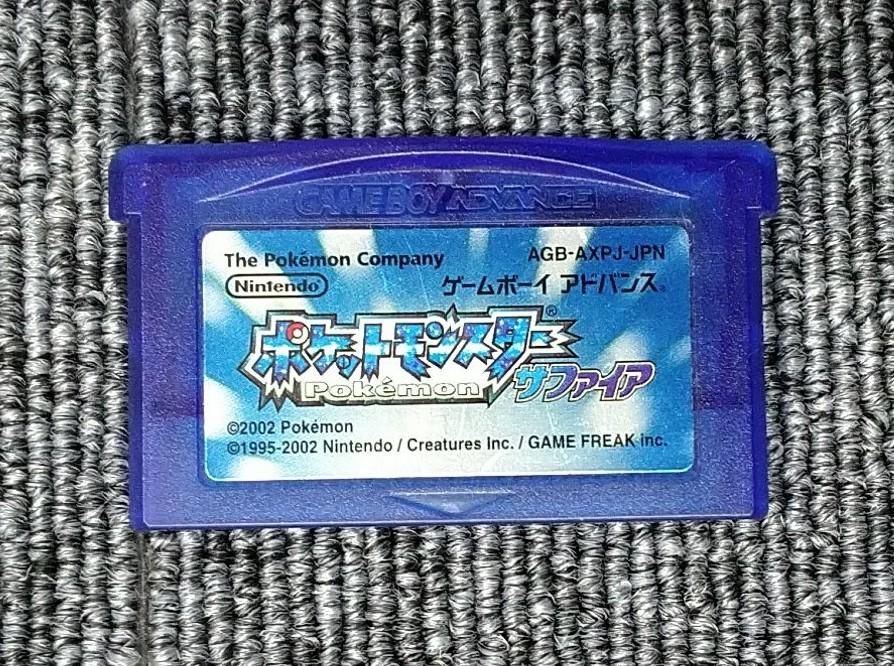 GAME BOY ADVANCE
The Pokémon Company
AGB-AXPJ-JPN
Nintendo
ゲームボーイ アドバンス®
ポケットモンスター®
Pokémon
サファイア
©2002 Pokémon
©1995-2002 Nintendo / Creatures Inc. / GAME FREAK inc.